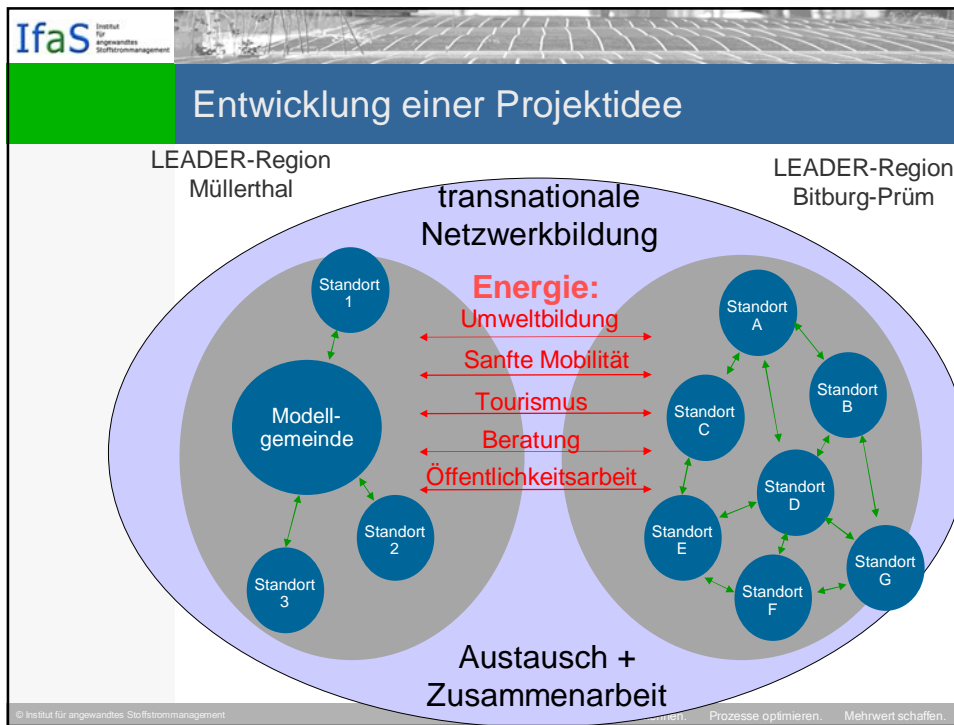 IfaS
Institut
für
angewandtes
Stoffstrommanagement
Entwicklung einer Projektidee
LEADER-Region
Müllerthal
LEADER-Region
Bitburg-Prüm
transnationale
Netzwerkbildung
Energie:
Umweltbildung
Sanfte Mobilität
Tourismus
Beratung
Öffentlichkeitsarbeit
Standort
1
Modell-
gemeinde
Standort
2
Standort
3
Standort
A
Standort
B
Standort
C
Standort
D
Standort
E
Standort
F
Standort
G
Austausch +
Zusammenarbeit
© Institut für angewandtes Stoffstrommanagement
Prozesse optimieren. Mehrwert schaffen.